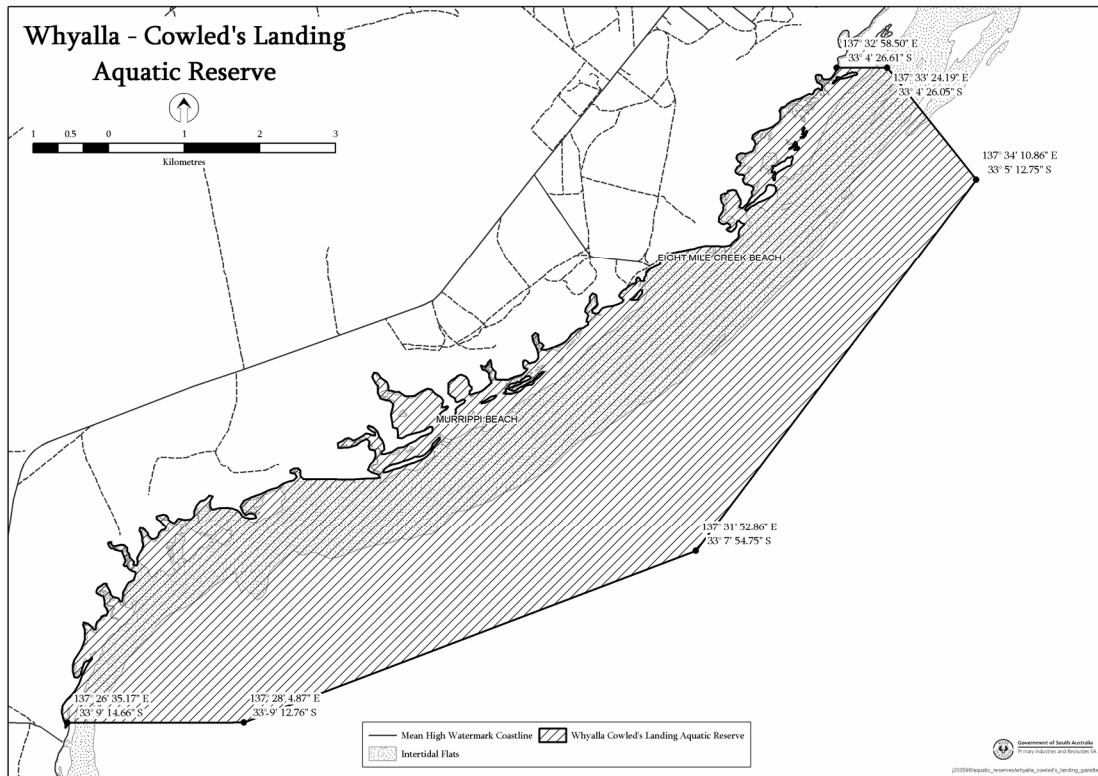 Whyalla - Cowled's Landing
Aquatic Reserve
1 0.5 0 1 2 3
Kilometres
137° 32' 58.50" E
33° 4' 26.61" S
137° 33' 24.19" E
33° 4' 26.05" S
137° 34' 10.86" E
33° 5' 12.75" S
EIGHT MILE CREEK BEACH
MURRIPPI BEACH
137° 31' 52.86" E
33° 7' 54.75" S
137° 26' 35.17" E
33° 9' 14.66" S
137° 28' 4.87" E
33° 9' 12.76" S
Mean High Watermark Coastline
Whyalla Cowled's Landing Aquatic Reserve
Intertidal Flats
Government of South Australia
Primary Industries and Resources SA